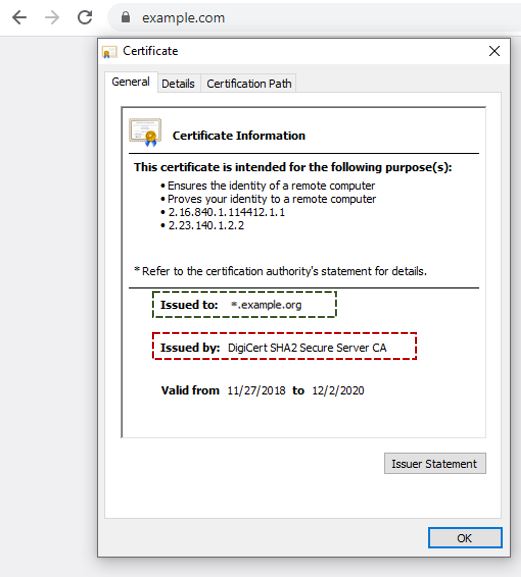 example.com
Certificate
General Details Certification Path
Certificate Information
This certificate is intended for the following purpose(s):
• Ensures the identity of a remote computer
• Proves your identity to a remote computer
• 2.16.840.1.114412.1.1
• 2.23.140.1.2.2
* Refer to the certification authority's statement for details.
Issued to: *.example.org
Issued by: DigiCert SHA2 Secure Server CA
Valid from 11/27/2018 to 12/2/2020
Issuer Statement
OK